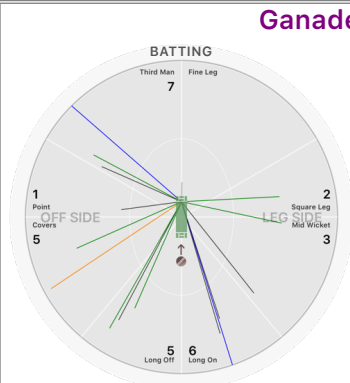 Ganade
BATTING
Third Man Fine Leg
7
1 2
Point Square Leg
OFF SIDE LEG SIDE
Covers Mid Wicket
5 3
5 6
Long Off Long On